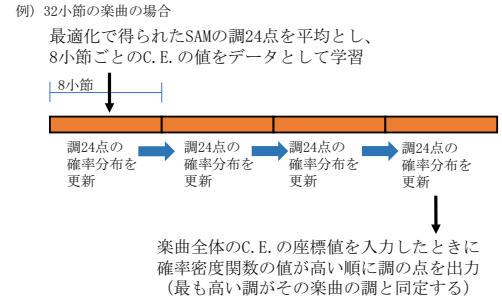 例）32小節の楽曲の場合
最適化で得られたSAMの調24点を平均とし、
8小節ごとのC.E.の値をデータとして学習
8小節
調24点の
確率分布を
更新
調24点の
確率分布を
更新
調24点の
確率分布を
更新
調24点の
確率分布を
更新
楽曲全体のC.E.の座標値を入力したときに
確率密度関数の値が高い順に調の点を出力
（最も高い調がその楽曲の調と同定する）